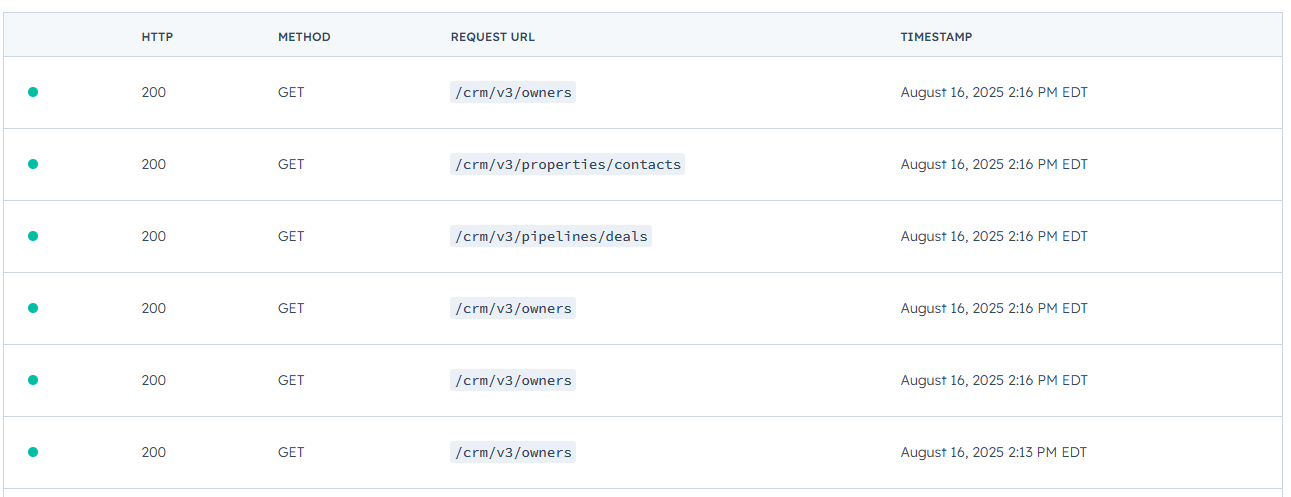 HTTP METHOD REQUEST URL TIMESTAMP
200 GET /crm/v3/owners August 16, 2025 2:16 PM EDT
200 GET /crm/v3/properties/contacts August 16, 2025 2:16 PM EDT
200 GET /crm/v3/pipelines/deals August 16, 2025 2:16 PM EDT
200 GET /crm/v3/owners August 16, 2025 2:16 PM EDT
200 GET /crm/v3/owners August 16, 2025 2:16 PM EDT
200 GET /crm/v3/owners August 16, 2025 2:13 PM EDT